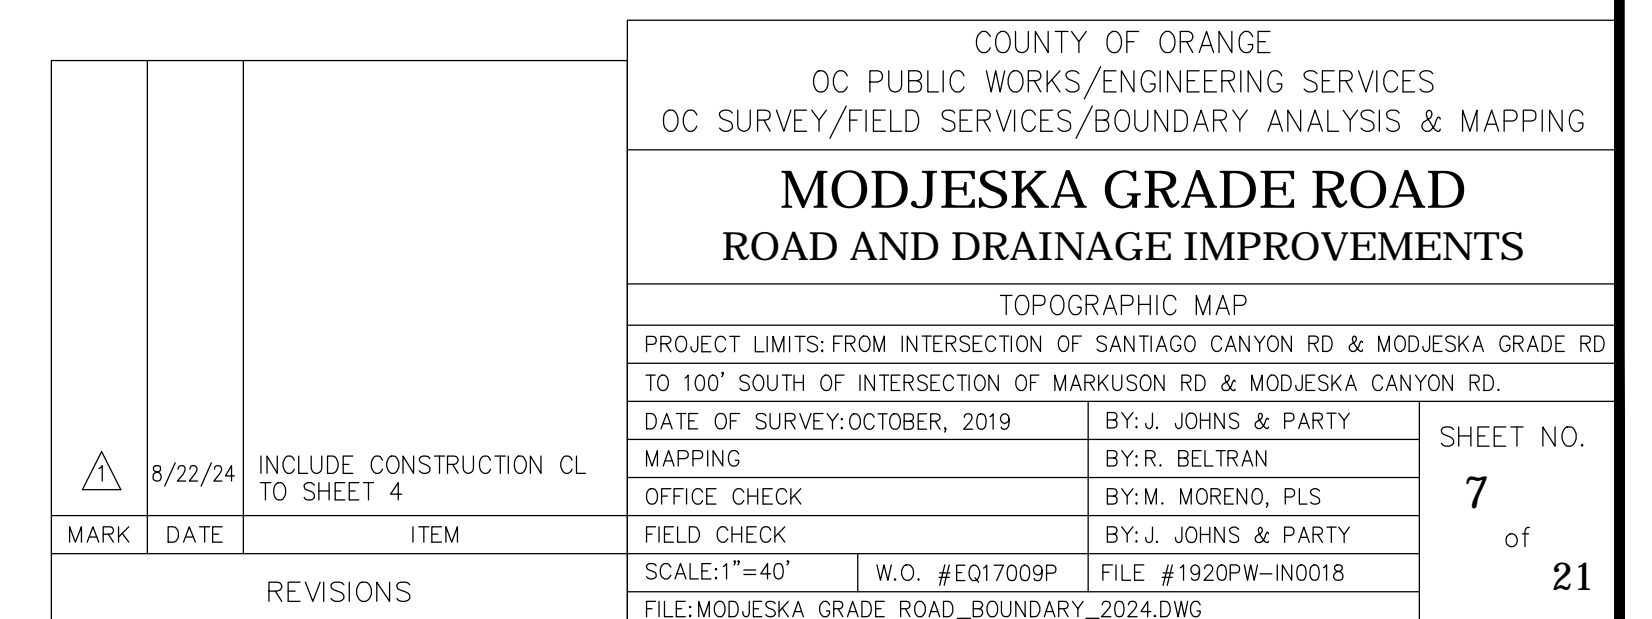 COUNTY OF ORANGE
OC PUBLIC WORKS/ENGINEERING SERVICES
OC SURVEY/FIELD SERVICES/BOUNDARY ANALYSIS & MAPPING
MODJESKA GRADE ROAD
ROAD AND DRAINAGE IMPROVEMENTS
TOPOGRAPHIC MAP
PROJECT LIMITS: FROM INTERSECTION OF SANTIAGO CANYON RD & MODJESKA GRADE RD
TO 100' SOUTH OF INTERSECTION OF MARKUSON RD & MODJESKA CANYON RD.
DATE OF SURVEY: OCTOBER, 2019 BY: J. JOHNS & PARTY
MAPPING BY: R. BELTRAN
OFFICE CHECK BY: M. MORENO, PLS
FIELD CHECK BY: J. JOHNS & PARTY
SCALE: 1"=40' W.O. #EQ17009P FILE #1920PW-IN0018
FILE: MODJESKA GRADE ROAD_BOUNDARY_2024.DWG
SHEET NO.
7
of
21
1 8/22/24 INCLUDE CONSTRUCTION CL
TO SHEET 4
MARK DATE ITEM
REVISIONS